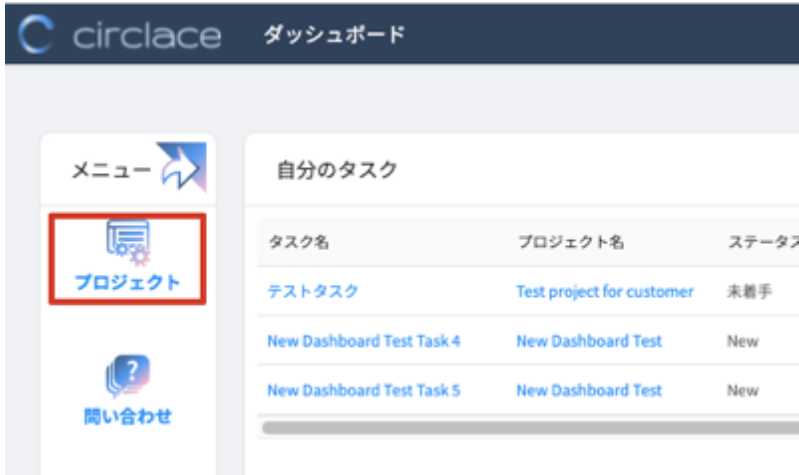 circlace ダッシュボード
メニュー
プロジェクト
問い合わせ
自分のタスク
タスク名 プロジェクト名 ステータス
テストタスク Test project for customer 未着手
New Dashboard Test Task 4 New Dashboard Test New
New Dashboard Test Task 5 New Dashboard Test New